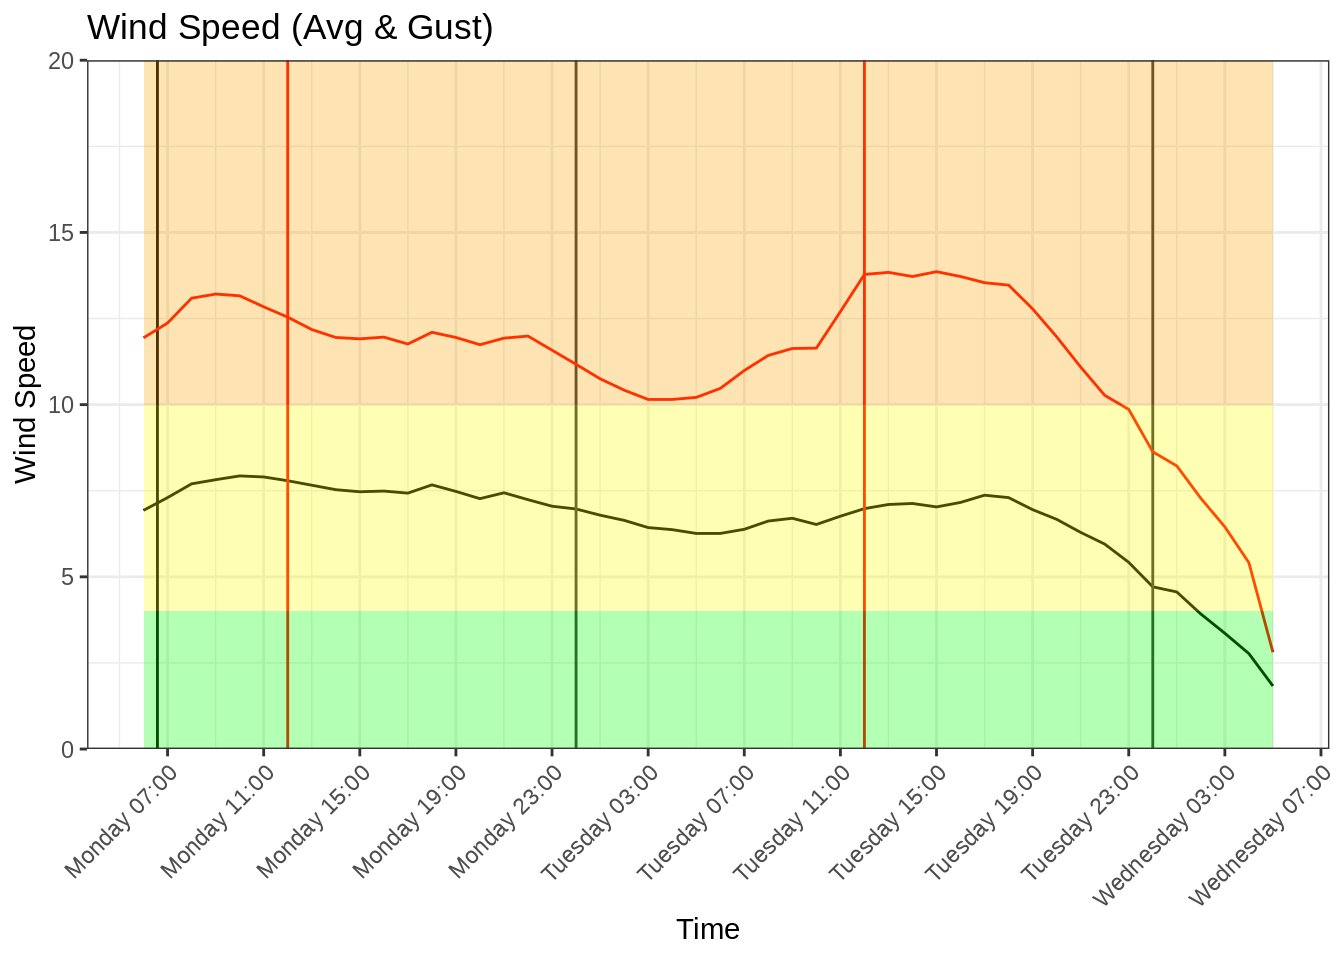 Wind Speed (Avg & Gust)
20
15
10
5
0
Wind Speed
Monday 07:00
Monday 11:00
Monday 15:00
Monday 19:00
Monday 23:00
Tuesday 03:00
Tuesday 07:00
Tuesday 11:00
Tuesday 15:00
Tuesday 19:00
Tuesday 23:00
Wednesday 03:00
Wednesday 07:00
Time